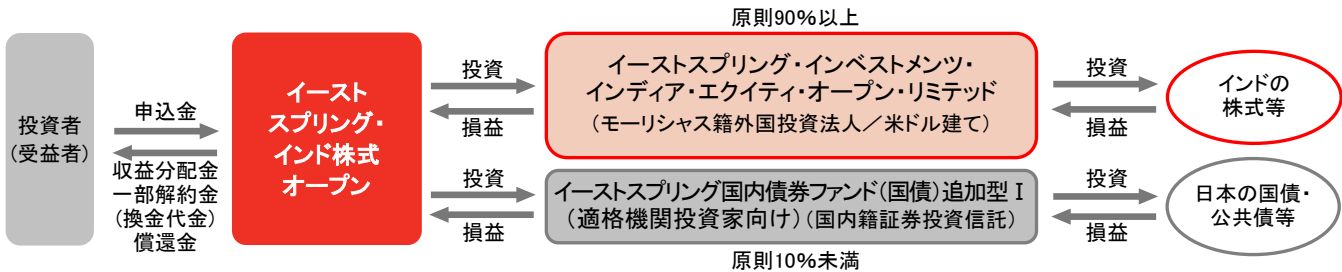 投資者
(受益者)
申込金
収益分配金
一部解約金
(換金代金)
償還金
イースト
スプリング・
インド株式
オープン
投資
損益
投資
損益
原則90%以上
イーストスプリング・インベストメンツ・
インディア・エクイティ・オープン・リミテッド
(モーリシャス籍外国投資法人／米ドル建て)
イーストスプリング国内債券ファンド(国債)追加型Ⅰ
(適格機関投資家向け)(国内籍証券投資信託)
原則10%未満
投資
損益
投資
損益
インドの
株式等
日本の国債・
公共債等